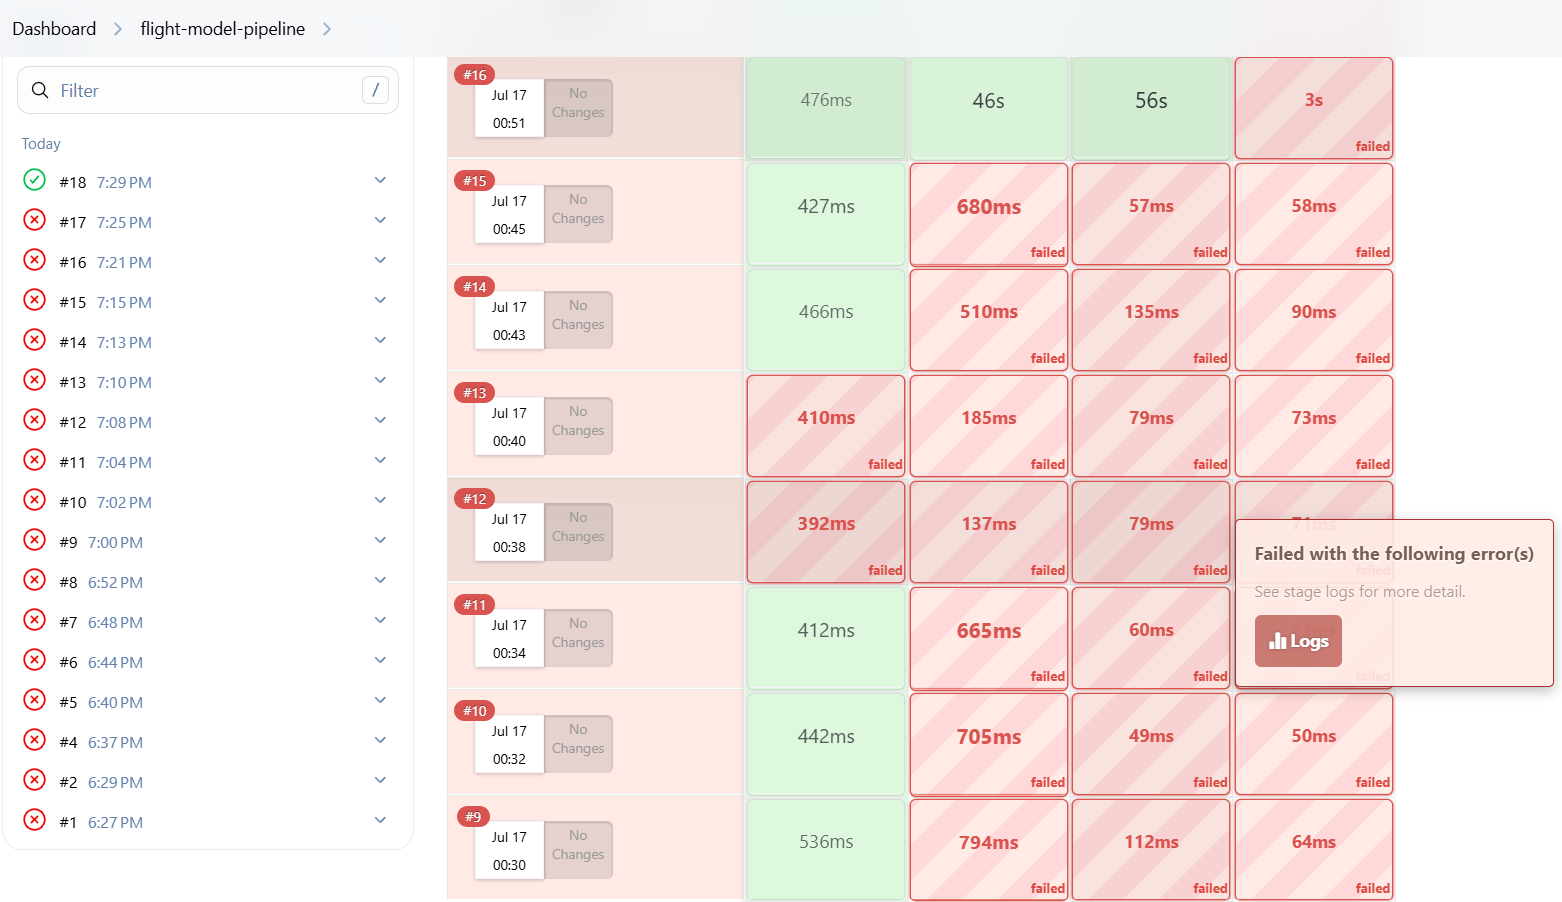 Dashboard
flight-model-pipeline
Filter
/
Today
#18 7:29 PM
#17 7:25 PM
#16 7:21 PM
#15 7:15 PM
#14 7:13 PM
#13 7:10 PM
#12 7:08 PM
#11 7:04 PM
#10 7:02 PM
#9 7:00 PM
#8 6:52 PM
#7 6:48 PM
#6 6:44 PM
#5 6:40 PM
#4 6:37 PM
#2 6:29 PM
#1 6:27 PM
#16
Jul 17
00:51
No
Changes
476ms
46s
56s
3s
failed
#15
Jul 17
00:45
No
Changes
427ms
680ms
failed
57ms
failed
58ms
failed
#14
Jul 17
00:43
No
Changes
466ms
510ms
failed
135ms
failed
90ms
failed
#13
Jul 17
00:40
No
Changes
410ms
failed
185ms
failed
79ms
failed
73ms
failed
#12
Jul 17
00:38
No
Changes
392ms
failed
137ms
failed
79ms
failed
71ms
failed
#11
Jul 17
00:34
No
Changes
412ms
665ms
failed
60ms
failed
failed
Failed with the following error(s)
See stage logs for more detail.
Logs
#10
Jul 17
00:32
No
Changes
442ms
705ms
failed
49ms
failed
50ms
failed
#9
Jul 17
00:30
No
Changes
536ms
794ms
failed
112ms
failed
64ms
failed